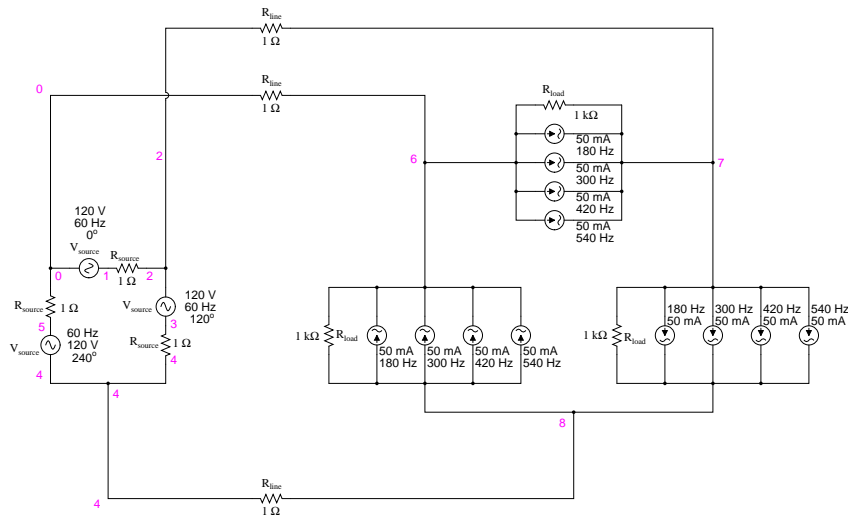 R_line
1 Ω
R_line
1 Ω
0
R_load
1 kΩ
50 mA
180 Hz
50 mA
300 Hz
50 mA
420 Hz
50 mA
540 Hz
2
6
7
120 V
60 Hz
0°
V_source
R_source
0
1
2
1 Ω
R_source
1 Ω
5
V_source
60 Hz
120 V
240°
4
V_source
120 V
60 Hz
120°
3
R_source
1 Ω
4
4
1 kΩ
R_load
50 mA
180 Hz
50 mA
300 Hz
50 mA
420 Hz
50 mA
540 Hz
1 kΩ
R_load
180 Hz
50 mA
300 Hz
50 mA
420 Hz
50 mA
540 Hz
50 mA
8
4
R_line
1 Ω